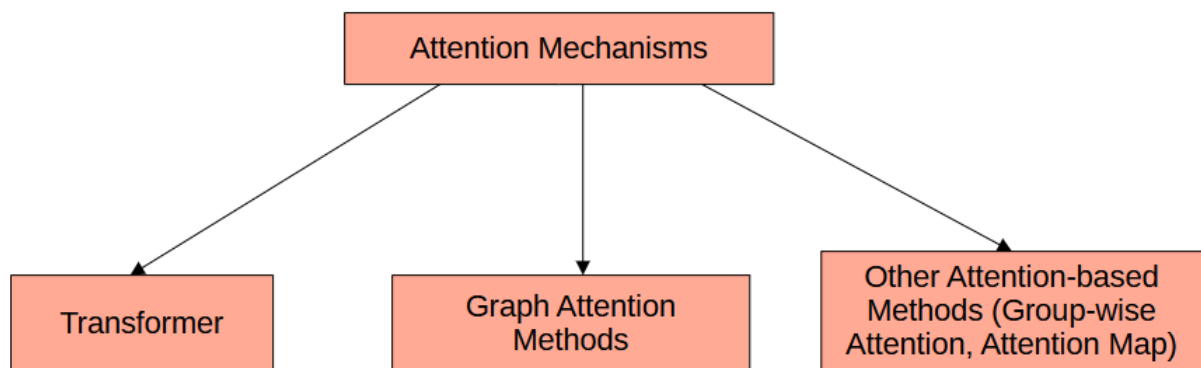 Attention Mechanisms
Transformer
Graph Attention
Methods
Other Attention-based
Methods (Group-wise
Attention, Attention Map)